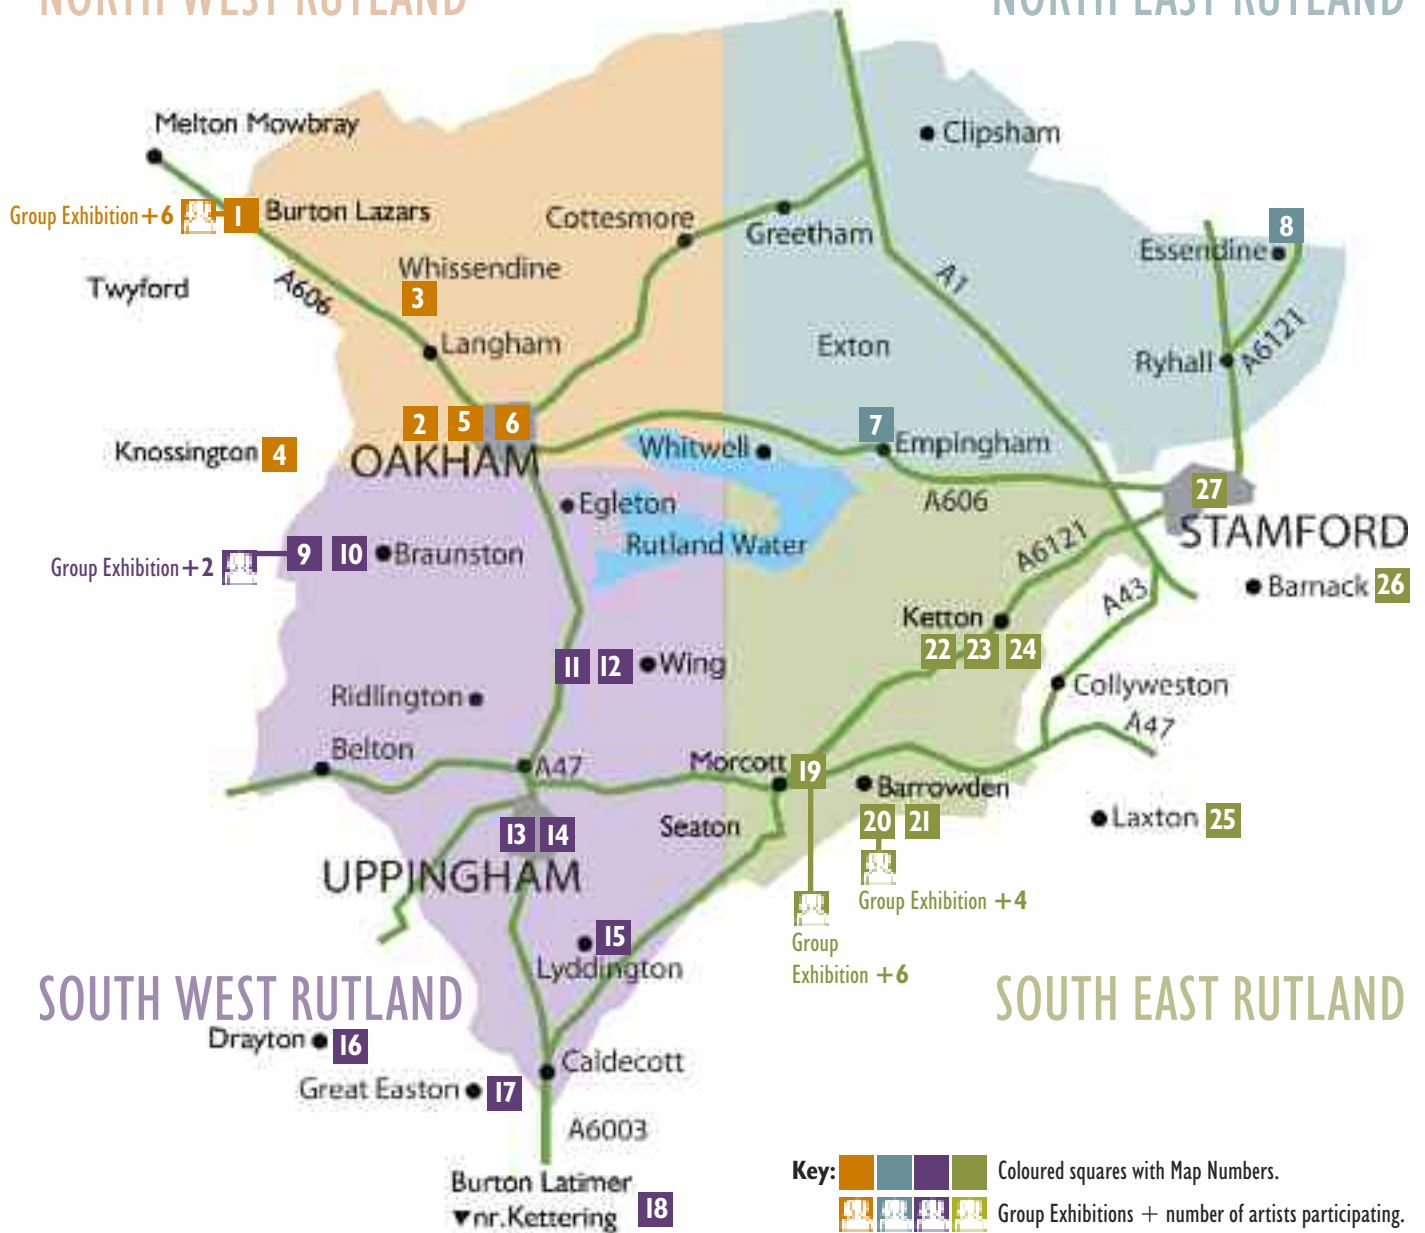 NORTH WEST RUTLAND
NORTH EAST RUTLAND
Melton Mowbray
Clipsham
Group Exhibition +6
1
Burton Lazars
Cottesmore
Greetham
8
Essendine
Twyford
A606
Whissendine
3
A1
Langham
Exton
Ryhall
A6121
2
5
6
7
Knossington
4
OAKHAM
Whitwell
Empingham
27
Egleton
A606
STAMFORD
Group Exhibition +2
9
10
Braunston
Rutland Water
A6121
Barnack
26
A43
Ketton
22
23
24
11
12
Wing
Ridlington
Collyweston
A47
Belton
A47
Morcott
19
Barrowden
Seaton
20
21
Laxton
25
13
14
UPPINGHAM
Group Exhibition +4
Group
Exhibition +6
15
Lyddington
SOUTH WEST RUTLAND
SOUTH EAST RUTLAND
Drayton
16
Caldecott
Great Easton
17
A6003
Burton Latimer
▼nr.Kettering
18
Key:
Coloured squares with Map Numbers.
Group Exhibitions + number of artists participating.